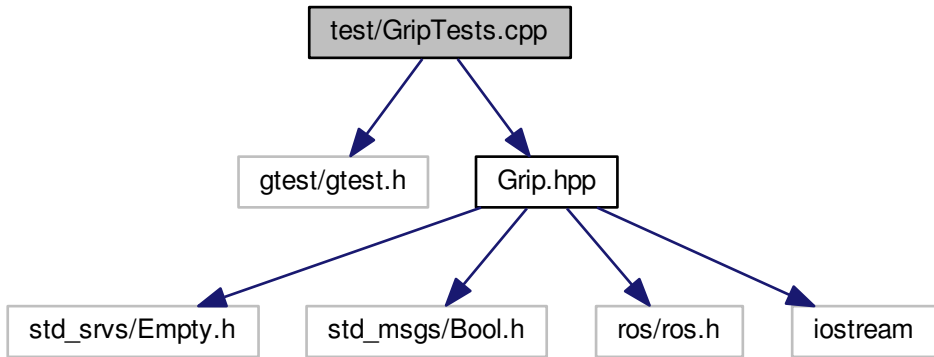 test/GripTests.cpp
gtest/gtest.h
Grip.hpp
std_srvs/Empty.h
std_msgs/Bool.h
ros/ros.h
iostream